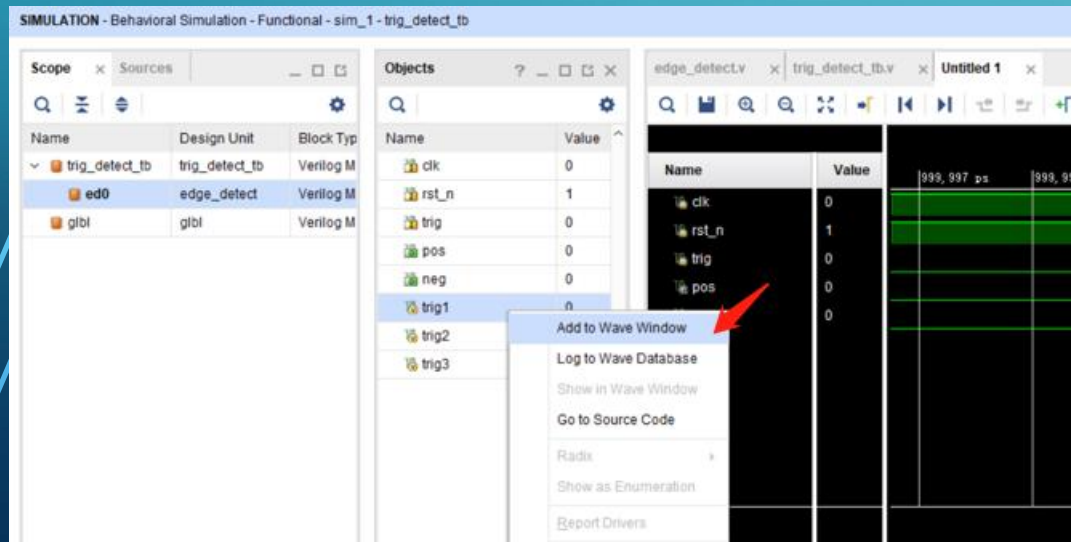 SIMULATION - Behavioral Simulation - Functional - sim_1 - trig_detect_tb
Scope Sources
Name Design Unit Block Typ
trig_detect_tb trig_detect_tb Verilog M
ed0 edge_detect Verilog M
glbl glbl Verilog M
Objects
Name Value
clk 0
rst_n 1
trig 0
pos 0
neg 0
trig1 0
trig2
trig3
Add to Wave Window
Log to Wave Database
Show in Wave Window
Go to Source Code
Radix
Show as Enumeration
Report Drivers
edge_detect.v trig_detect_tb.v Untitled 1
Name Value
clk 0
rst_n 1
trig 0
pos 0
0
999,997 ps